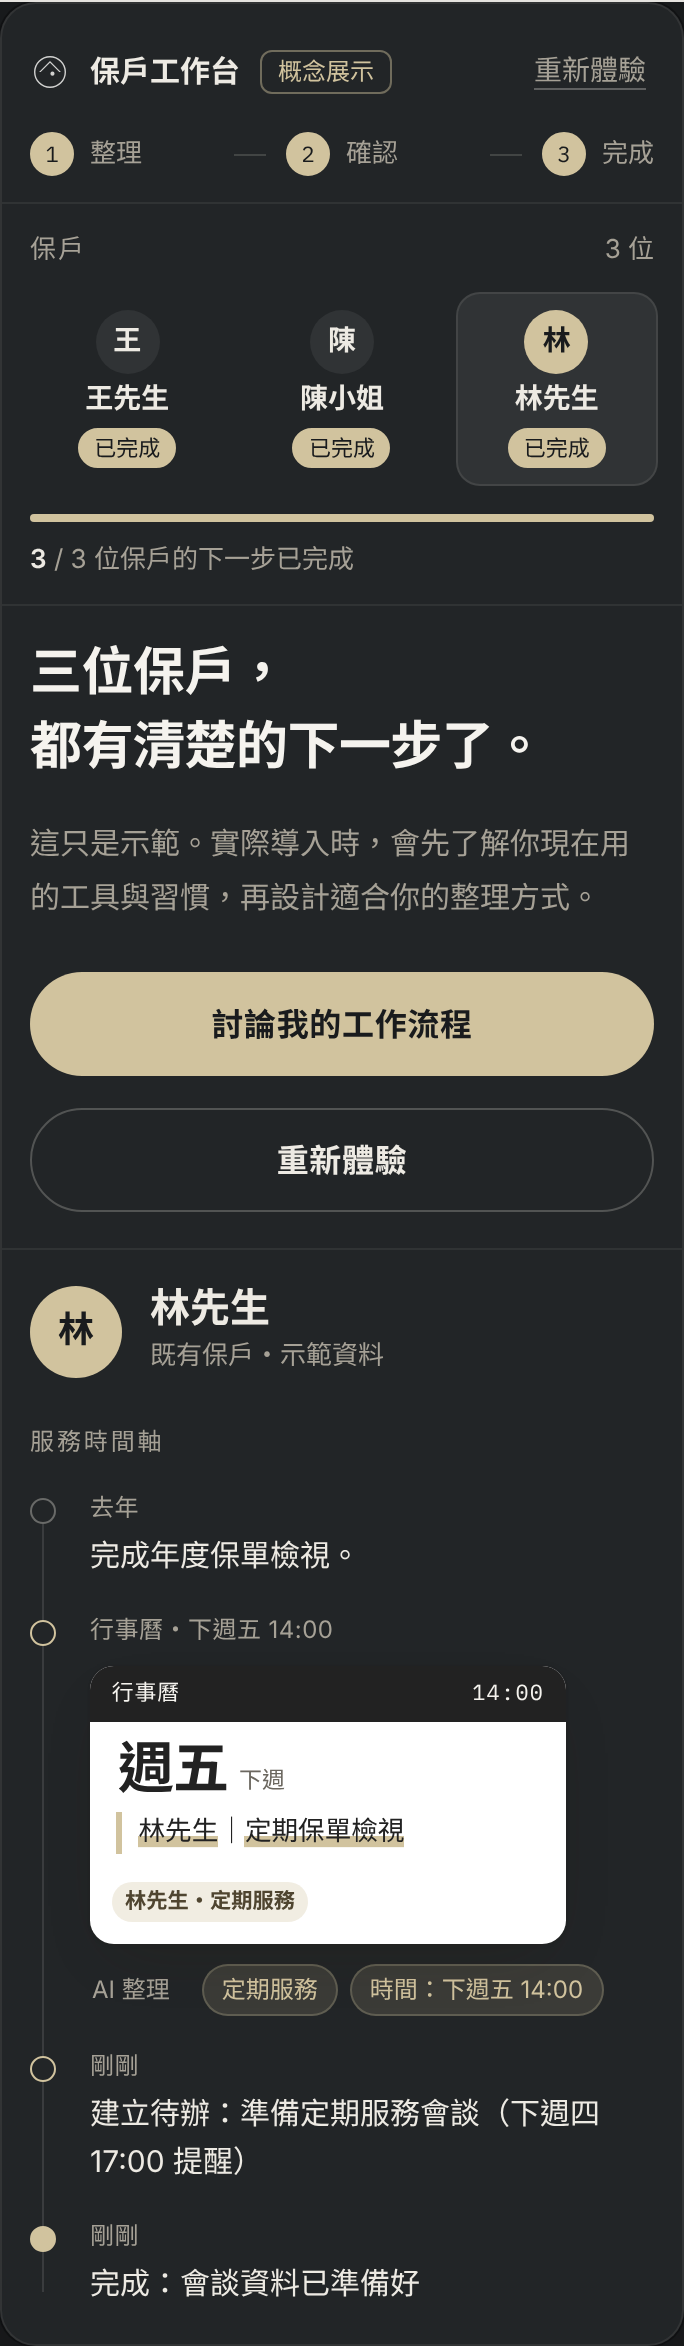 保戶工作台 概念展示 重新體驗
1 整理 2 確認 3 完成
保戶 3 位
王 陳 林
王先生 陳小姐 林先生
已完成 已完成 已完成
3 / 3 位保戶的下一步已完成
三位保戶，
都有清楚的下一步了。
這只是示範。實際導入時，會先了解你現在用
的工具與習慣，再設計適合你的整理方式。
討論我的工作流程
重新體驗
林 林先生
既有保戶・示範資料
服務時間軸
去年
完成年度保單檢視。
行事曆・下週五 14:00
行事曆 14:00
週五 下週
林先生｜定期保單檢視
林先生・定期服務
AI 整理 定期服務 時間：下週五 14:00
剛剛
建立待辦：準備定期服務會談（下週四
17:00 提醒）
剛剛
完成：會談資料已準備好